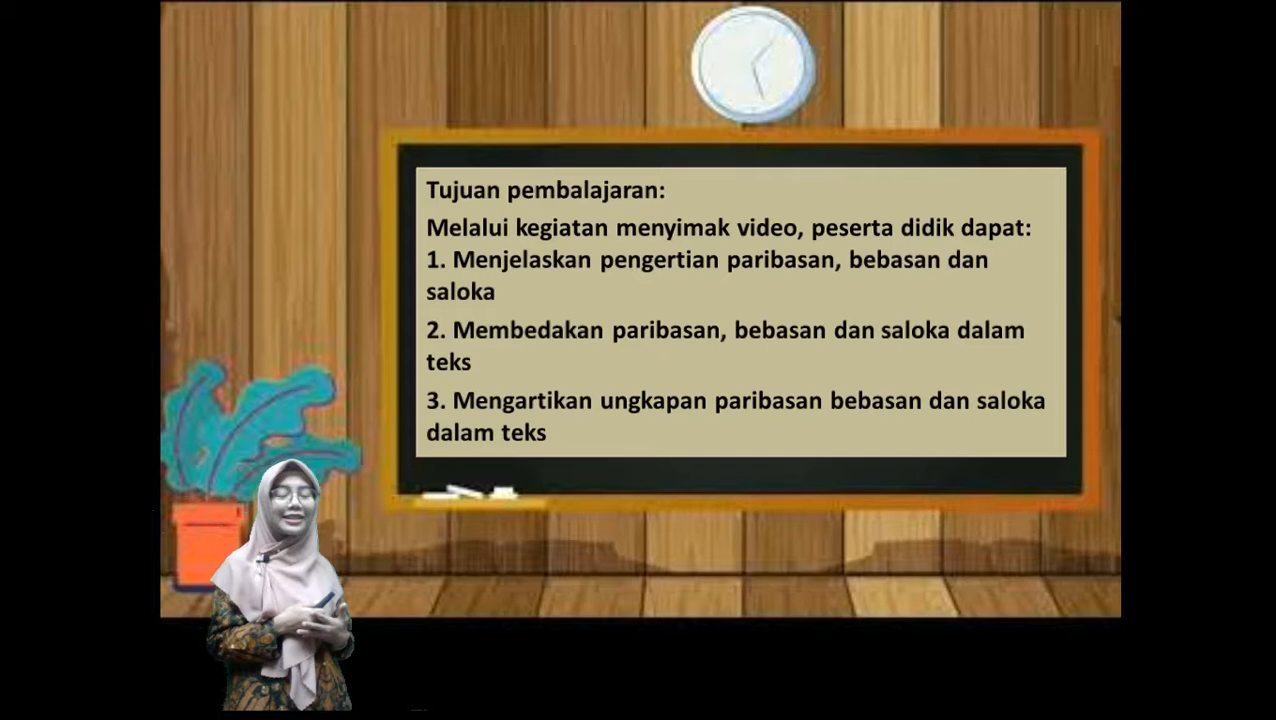 Tujuan pembalajaran:
Melalui kegiatan menyimak video, peserta didik dapat:
1. Menjelaskan pengertian paribasan, bebasan dan
saloka
2. Membedakan paribasan, bebasan dan saloka dalam
teks
3. Mengartikan ungkapan paribasan bebasan dan saloka
dalam teks